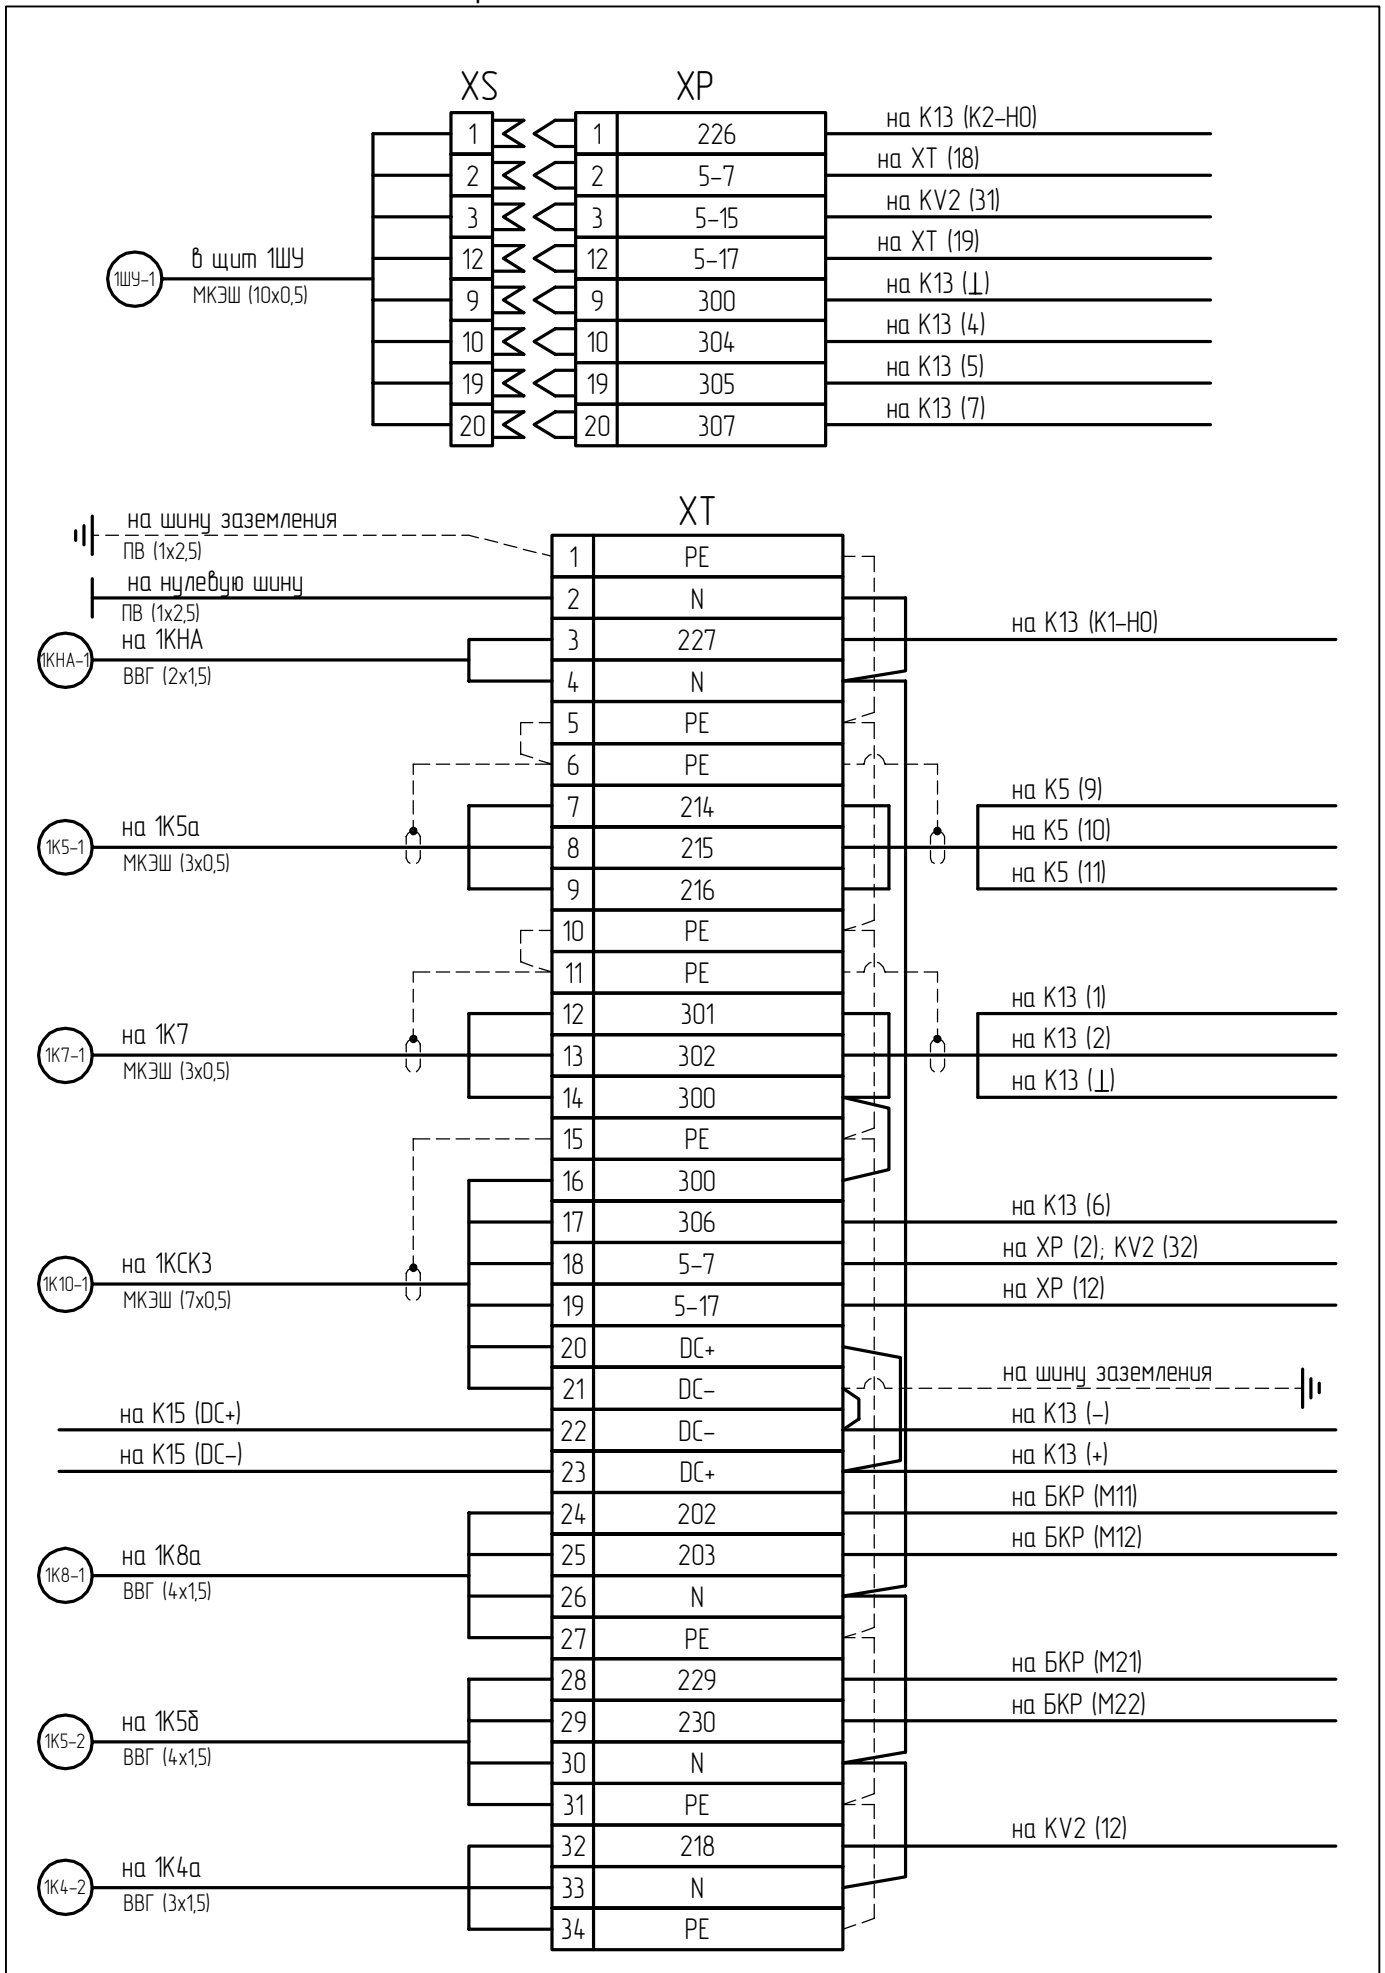 XS XP
1 1 226 на К13 (К2-НО)
2 2 5-7 на ХТ (18)
3 3 5-15 на KV2 (31)
12 12 5-17 на ХТ (19)
9 9 300 на К13 (⊥)
10 10 304 на К13 (4)
19 19 305 на К13 (5)
20 20 307 на К13 (7)
1ШУ-1 в щит 1ШУ
МКЭШ (10х0,5)
XT
на шину заземления
ПВ (1х2,5)
1 PE
на нулевую шину
ПВ (1х2,5)
2 N
1КНА-1 на 1КНА
ВВГ (2х1,5)
3 227 на К13 (К1-НО)
4 N
5 PE
6 PE
7 214 на К5 (9)
1К5-1 на 1К5а
МКЭШ (3х0,5)
8 215 на К5 (10)
9 216 на К5 (11)
10 PE
11 PE
12 301 на К13 (1)
1К7-1 на 1К7
МКЭШ (3х0,5)
13 302 на К13 (2)
14 300 на К13 (⊥)
15 PE
16 300
17 306 на К13 (6)
1К10-1 на 1КСК3
МКЭШ (7х0,5)
18 5-7 на ХР (2); KV2 (32)
19 5-17 на ХР (12)
20 DC+
21 DC- на шину заземления
на К15 (DC+) 22 DC- на К13 (-)
на К15 (DC-) 23 DC+ на К13 (+)
24 202 на БКР (М11)
1К8-1 на 1К8а
ВВГ (4х1,5)
25 203 на БКР (М12)
26 N
27 PE
28 229 на БКР (М21)
1К5-2 на 1К5б
ВВГ (4х1,5)
29 230 на БКР (М22)
30 N
31 PE
32 218 на KV2 (12)
1К4-2 на 1К4а
ВВГ (3х1,5)
33 N
34 PE